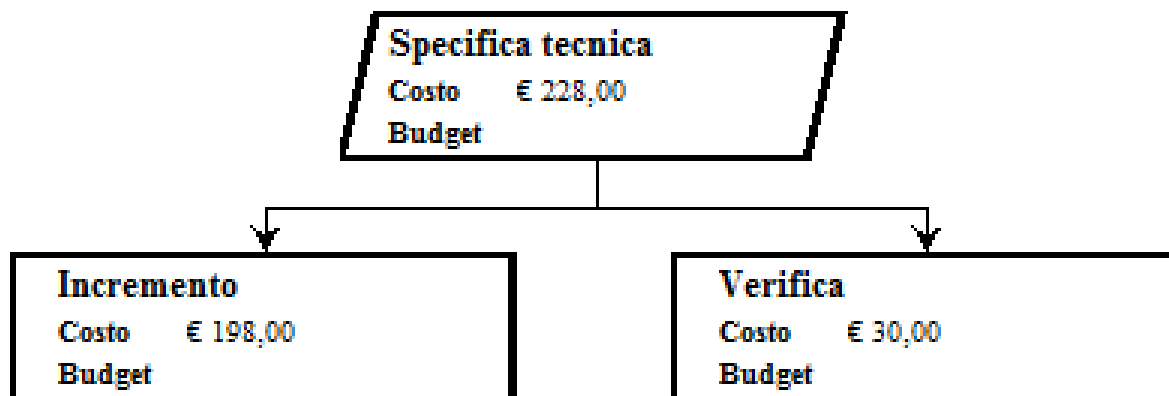 Specifica tecnica
Costo € 228,00
Budget
Incremento
Costo € 198,00
Budget
Verifica
Costo € 30,00
Budget